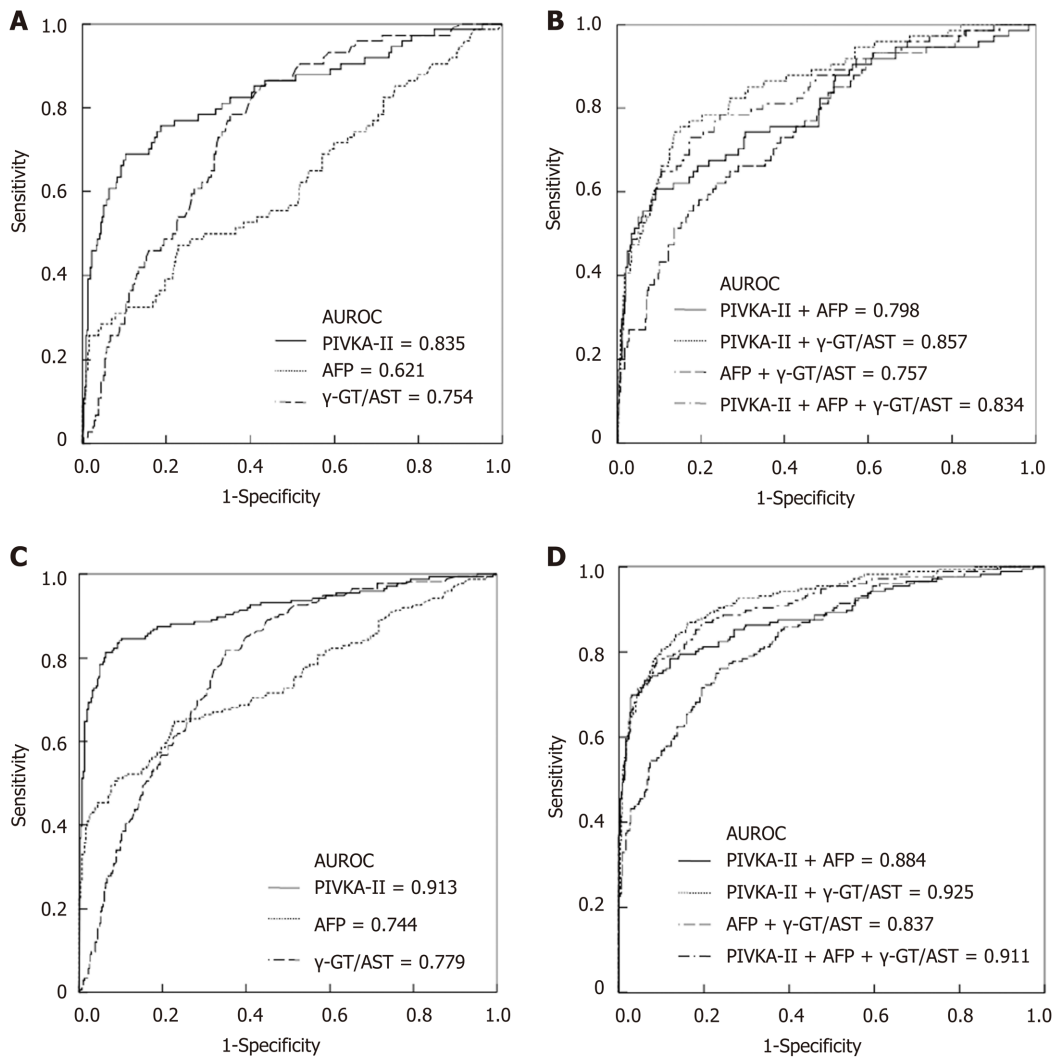 A
1.0
0.8
0.6
0.4
0.2
0
Sensitivity
AUROC
PIVKA-II = 0.835
AFP = 0.621
γ-GT/AST = 0.754
0.0 0.2 0.4 0.6 0.8 1.0
1-Specificity
B
1.0
0.8
0.6
0.4
0.2
0
Sensitivity
AUROC
PIVKA-II + AFP = 0.798
PIVKA-II + γ-GT/AST = 0.857
AFP + γ-GT/AST = 0.757
PIVKA-II + AFP + γ-GT/AST = 0.834
0.0 0.2 0.4 0.6 0.8 1.0
1-Specificity
C
1.0
0.8
0.6
0.4
0.2
0
Sensitivity
AUROC
PIVKA-II = 0.913
AFP = 0.744
γ-GT/AST = 0.779
0.0 0.2 0.4 0.6 0.8 1.0
1-Specificity
D
1.0
0.8
0.6
0.4
0.2
0
Sensitivity
AUROC
PIVKA-II + AFP = 0.884
PIVKA-II + γ-GT/AST = 0.925
AFP + γ-GT/AST = 0.837
PIVKA-II + AFP + γ-GT/AST = 0.911
0.0 0.2 0.4 0.6 0.8 1.0
1-Specificity